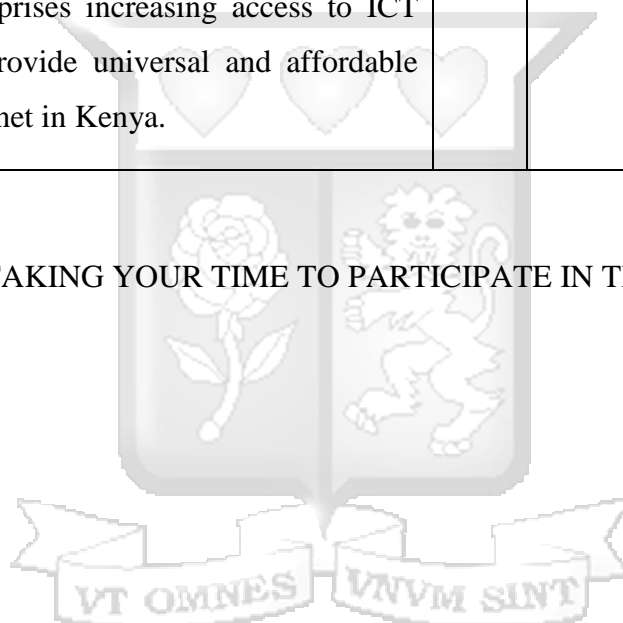 prises increasing access to ICT
rovide universal and affordable
net in Kenya.
AKING YOUR TIME TO PARTICIPATE IN T
VT OMNES VNVM SINT